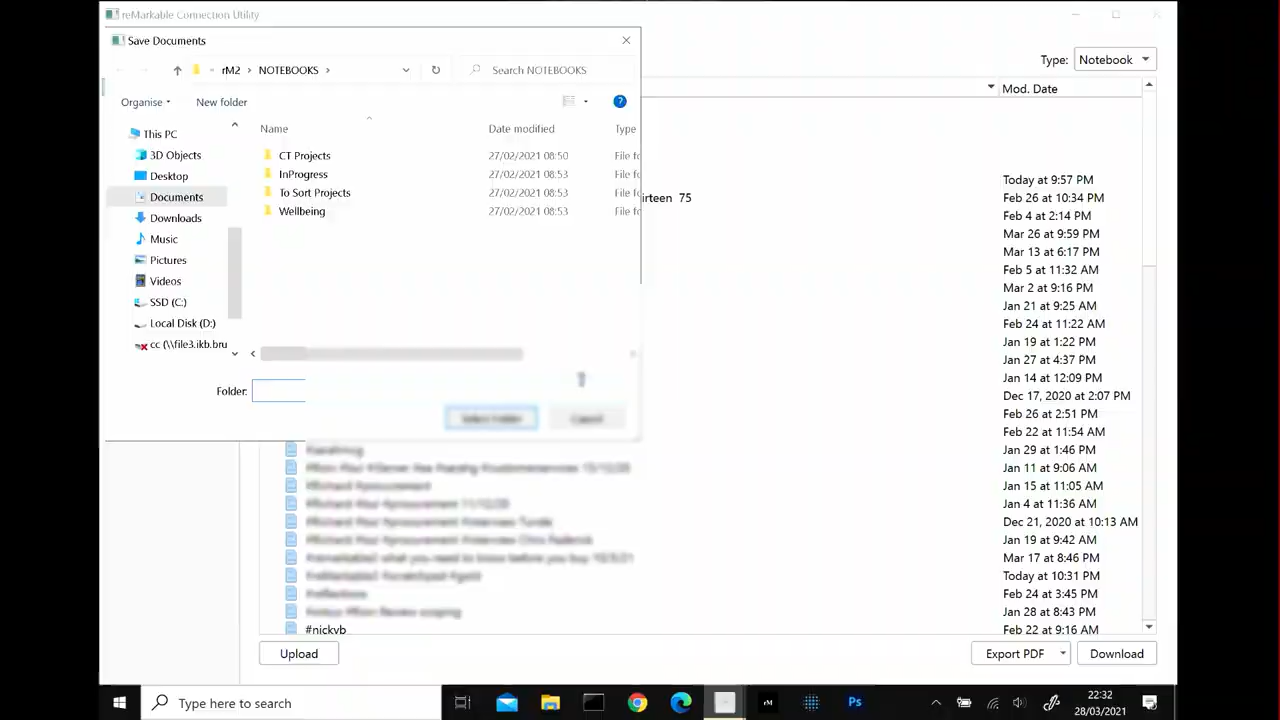 reMarkable Connection Utility
Save Documents
rM2 > NOTEBOOKS >
Search NOTEBOOKS
Type: Notebook
Organise
New folder
Mod. Date
Name
Date modified
Type
This PC
3D Objects
Desktop
Documents
Downloads
Music
Pictures
Videos
SSD (C:)
Local Disk (D:)
cc (\\file3.ikb.bru
CT Projects 27/02/2021 08:50 File fo
InProgress 27/02/2021 08:53 File fo
To Sort Projects 27/02/2021 08:53 File fo
Wellbeing 27/02/2021 08:53 File fo
Folder:
Select Folder
Cancel
Today at 9:57 PM
irteen 75 Feb 26 at 10:34 PM
Feb 4 at 2:14 PM
Mar 26 at 9:59 PM
Mar 13 at 6:17 PM
Feb 5 at 11:32 AM
Mar 2 at 9:16 PM
Jan 21 at 9:25 AM
Feb 24 at 11:22 AM
Jan 19 at 1:22 PM
Jan 27 at 4:37 PM
Jan 14 at 12:09 PM
Dec 17, 2020 at 2:07 PM
Feb 26 at 2:51 PM
Feb 22 at 11:54 AM
Jan 29 at 1:46 PM
Jan 11 at 9:06 AM
Jan 15 at 11:05 AM
Jan 4 at 11:36 AM
Dec 21, 2020 at 10:13 AM
Jan 19 at 9:42 AM
Mar 17 at 8:46 PM
Today at 10:31 PM
Feb 24 at 3:45 PM
Jan 28 at 8:43 PM
#nickyb Feb 22 at 9:16 AM
Upload
Export PDF
Download
Type here to search
rM
Ps
22:32
28/03/2021